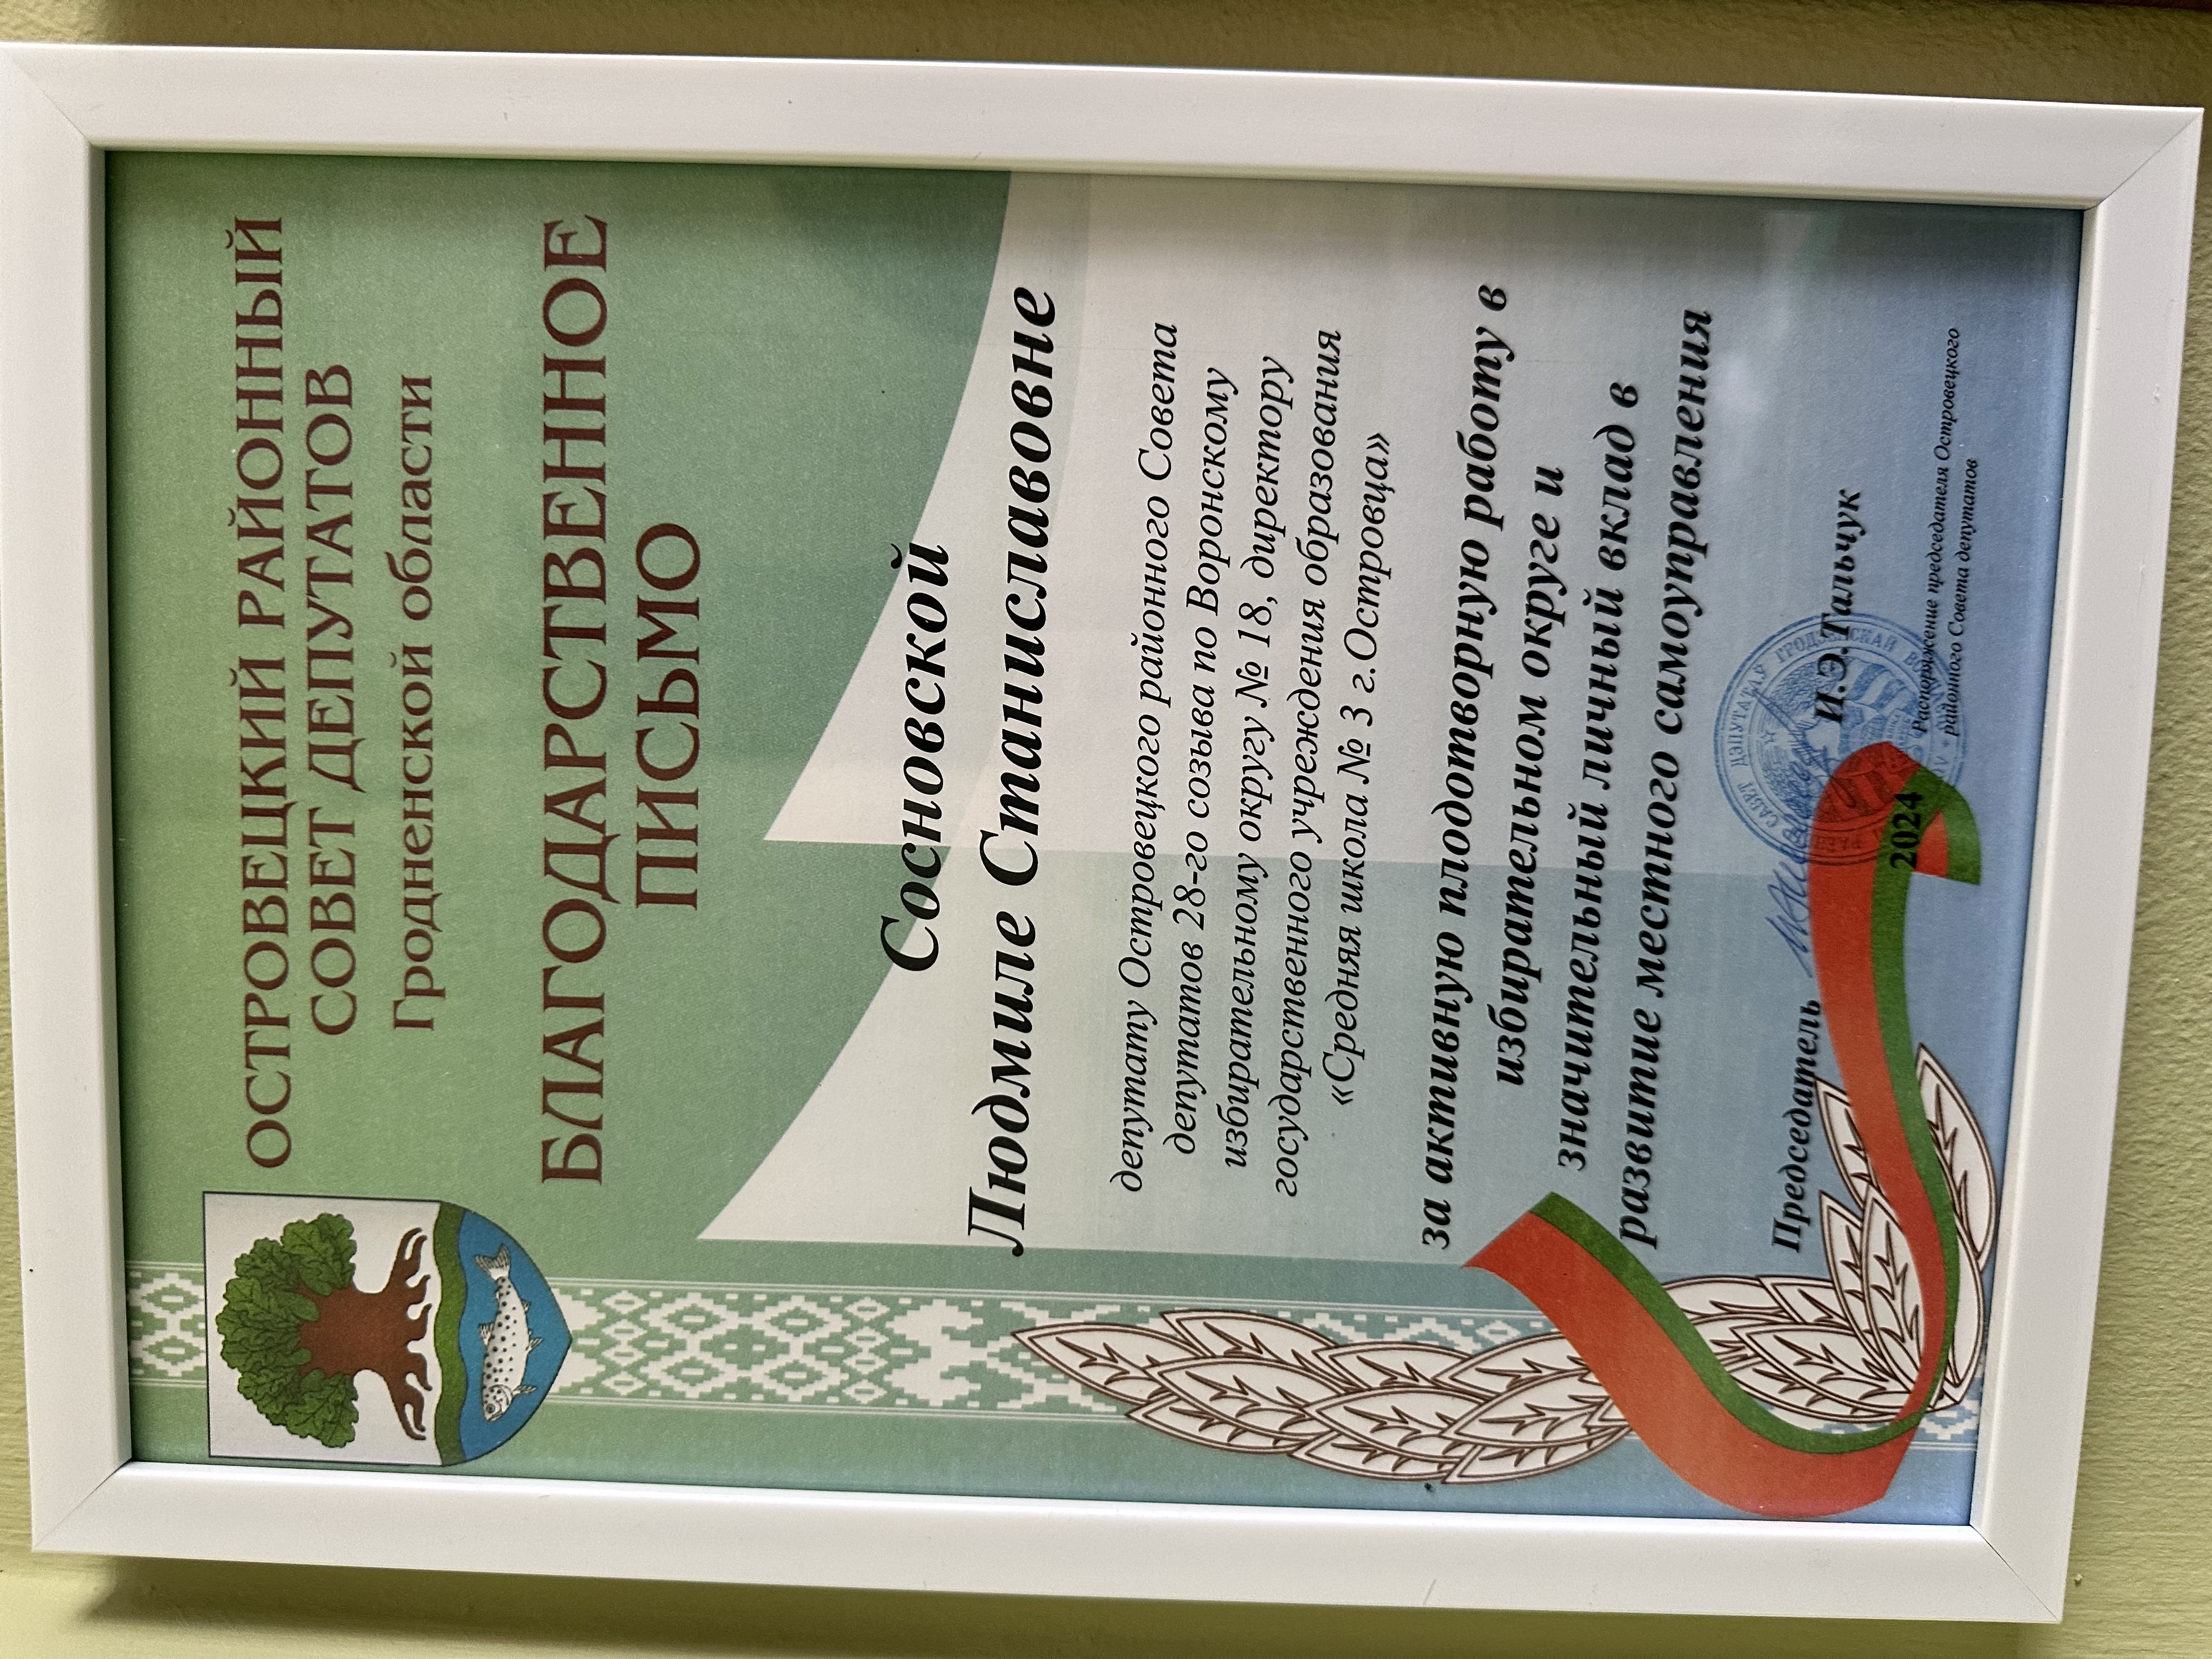 ОСТРОВЕЦКИЙ РАЙОННЫЙ
СОВЕТ ДЕПУТАТОВ
Гродненской области
БЛАГОДАРСТВЕННОЕ
ПИСЬМО
Сосновской
Людмиле Станиславовне
депутату Островецкого районного Совета
депутатов 28-го созыва по Воронскому
избирательному округу № 18, директору
государственного учреждения образования
«Средняя школа № 3 г.Островца»
за активную плодотворную работу в
избирательном округе и
значительный личный вклад в
развитие местного самоуправления
САВЕТ ДЭПУТАТАЎ
Председатель
И.Э.Тальчук
2024
Распоряжение председателя Островецкого
районного Совета депутатов